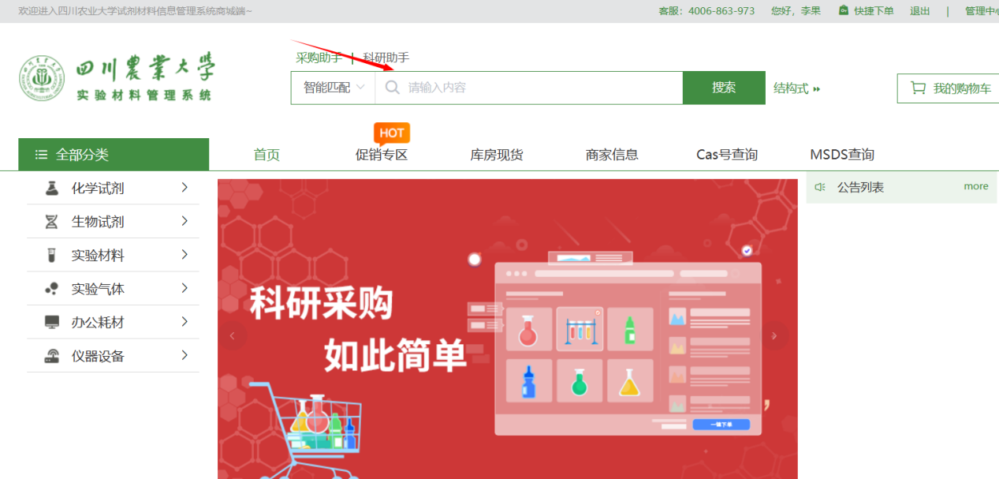 欢迎进入四川农业大学试剂材料信息管理系统商城端~
客服：4006-863-973 您好，李果 快捷下单 退出 | 管理中心
四川農業大学
实验材料管理系统
采购助手 | 科研助手
智能匹配 请输入内容 搜索 结构式
我的购物车
HOT
全部分类 首页 促销专区 库房现货 商家信息 Cas号查询 MSDS查询
化学试剂
生物试剂
实验材料
实验气体
办公耗材
仪器设备
科研采购
如此简单
一键下单
公告列表 more